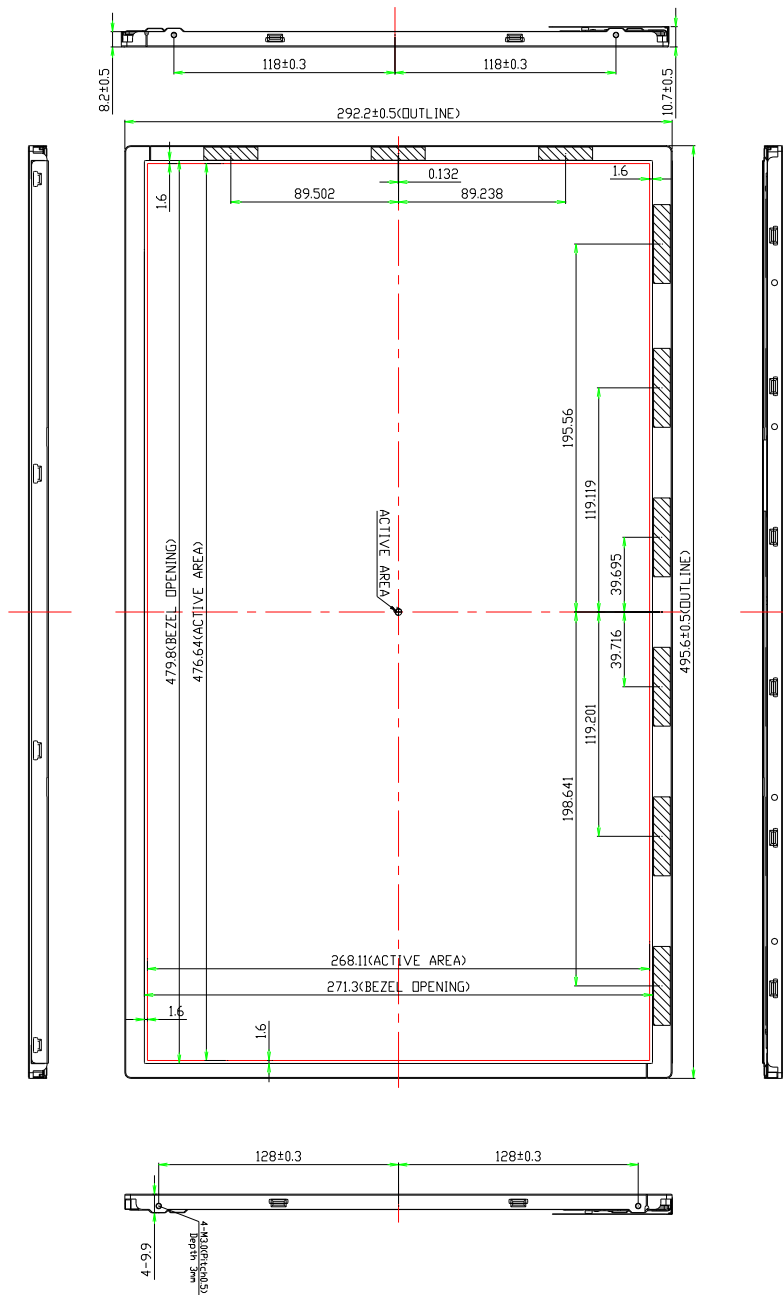 118±0.3
118±0.3
8.2±0.5
10.7±0.5
292.2±0.5(OUTLINE)
0.132
1.6
1.6
89.502
89.238
195.56
119.119
39.695
ACTIVE AREA
479.8(BEZEL OPENING)
476.64(ACTIVE AREA)
495.6±0.5(OUTLINE)
39.716
119.201
198.641
268.11(ACTIVE AREA)
271.3(BEZEL OPENING)
1.6
1.6
128±0.3
128±0.3
4-9.9
4-M3.0(Pitch0.5)
Depth 3mm